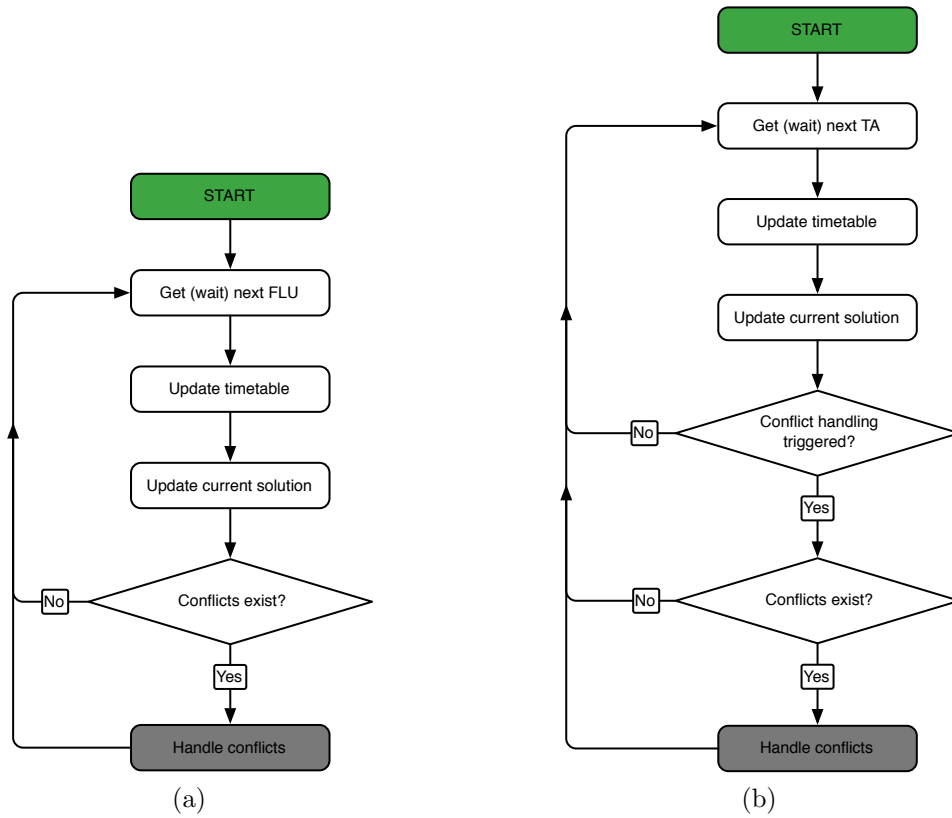 START
Get (wait) next FLU
Update timetable
Update current solution
Conflicts exist?
No
Yes
Handle conflicts
(a)
START
Get (wait) next TA
Update timetable
Update current solution
Conflict handling
triggered?
No
Yes
Conflicts exist?
No
Yes
Handle conflicts
(b)